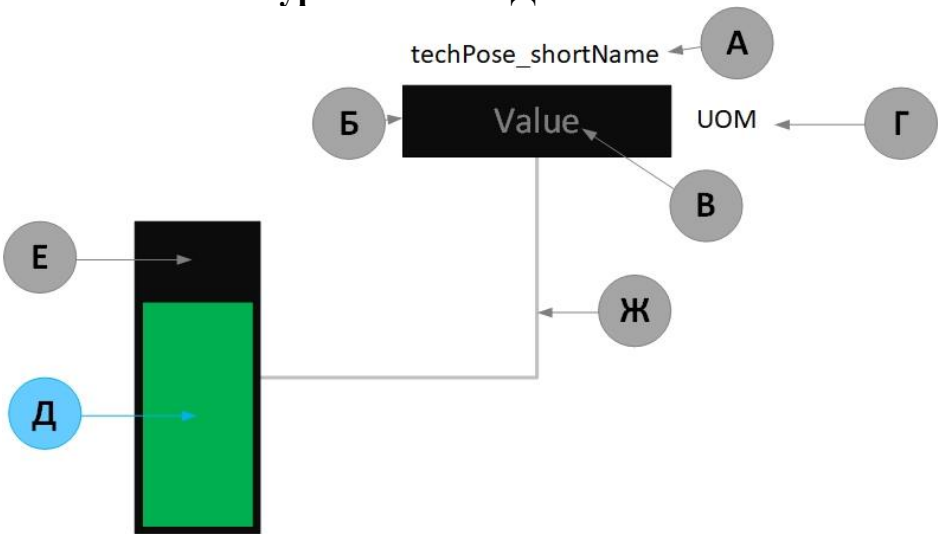 А
techPose_shortName
Б
Value
UOM
Г
В
Е
Ж
Д